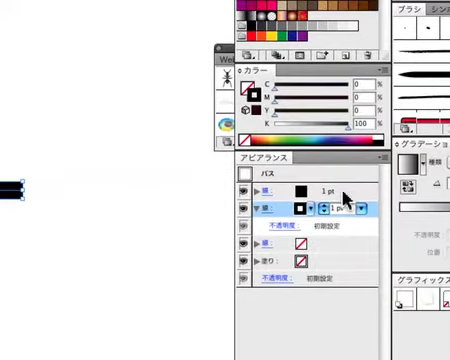 ブラシ
シン
We
カラー
C 0 %
M 0 %
Y 0 %
K 100 %
アピアランス
グラデーショ
パス
種類
線： 1 pt
線： 1 p
不透明度： 初期設定
線：
塗り：
不透明度： 初期設定
不透明
位置
グラフィックス